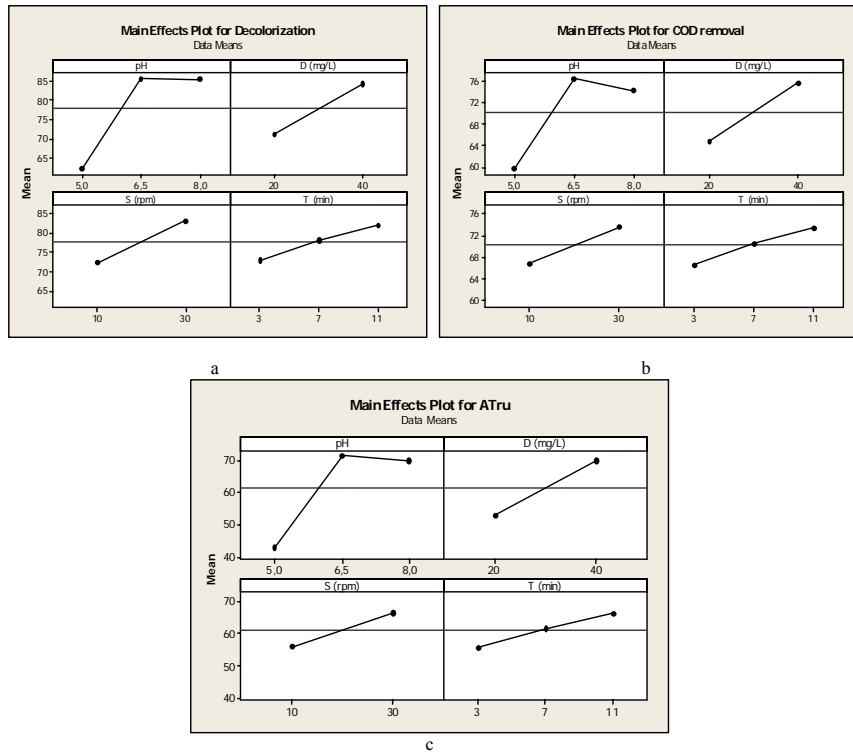 Main Effects Plot for Decolorization
Data Means
pH
D (mg/L)
85
80
75
70
65
5,0
6,5
8,0
20
40
S (rpm)
T (min)
85
80
75
70
65
10
30
3
7
11
Mean
a
Main Effects Plot for COD removal
Data Means
pH
D (mg/L)
76
72
68
64
60
5,0
6,5
8,0
20
40
S (rpm)
T (min)
76
72
68
64
60
10
30
3
7
11
Mean
b
Main Effects Plot for ATru
Data Means
pH
D (mg/L)
70
60
50
40
5,0
6,5
8,0
20
40
S (rpm)
T (min)
70
60
50
40
10
30
3
7
11
Mean
c